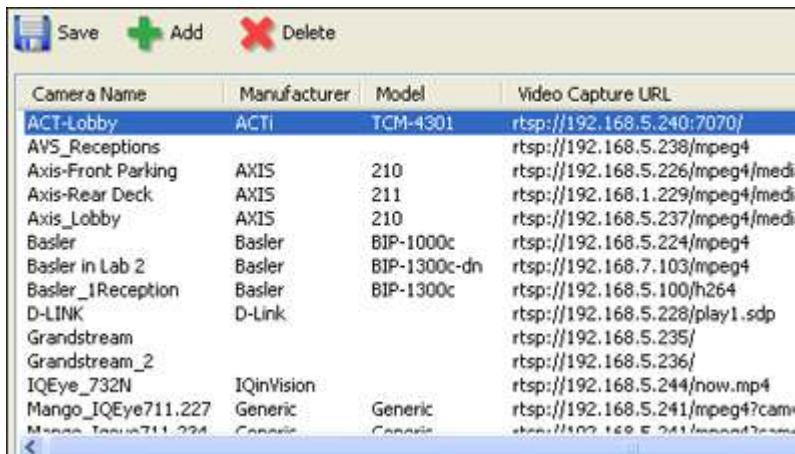 Save Add Delete
Camera Name Manufacturer Model Video Capture URL
ACT-Lobby ACTi TCM-4301 rtsp://192.168.5.240:7070/
AVS_Receptions rtsp://192.168.5.238/mpeg4
Axis-Front Parking AXIS 210 rtsp://192.168.5.226/mpeg4/medi
Axis-Rear Deck AXIS 211 rtsp://192.168.1.229/mpeg4/medi
Axis_Lobby AXIS 210 rtsp://192.168.5.237/mpeg4/medi
Basler Basler BIP-1000c rtsp://192.168.5.224/mpeg4
Basler in Lab 2 Basler BIP-1300c-dn rtsp://192.168.7.103/mpeg4
Basler_1Reception Basler BIP-1300c rtsp://192.168.5.100/h264
D-LINK D-Link rtsp://192.168.5.228/play1.sdp
Grandstream rtsp://192.168.5.235/
Grandstream_2 rtsp://192.168.5.236/
IQEye_732N IQinVision rtsp://192.168.5.244/now.mp4
Mango_IQEye711.227 Generic Generic rtsp://192.168.5.241/mpeg4?cam=